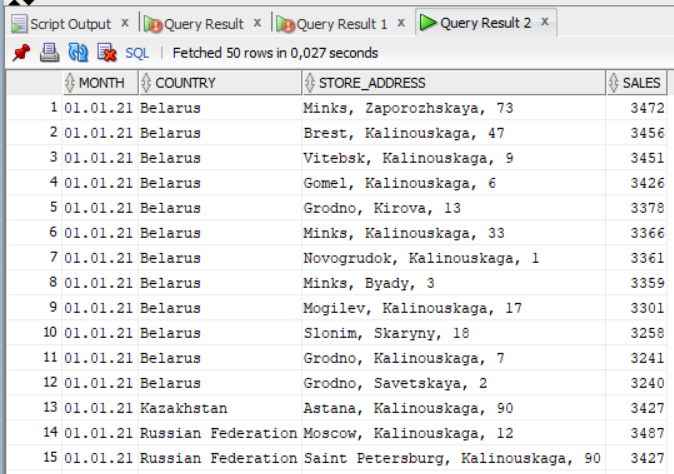 Script Output x Query Result x Query Result 1 x Query Result 2 x
SQL | Fetched 50 rows in 0,027 seconds
MONTH COUNTRY STORE_ADDRESS SALES
1 01.01.21 Belarus Minks, Zaporozhskaya, 73 3472
2 01.01.21 Belarus Brest, Kalinouskaga, 47 3456
3 01.01.21 Belarus Vitebsk, Kalinouskaga, 9 3451
4 01.01.21 Belarus Gomel, Kalinouskaga, 6 3426
5 01.01.21 Belarus Grodno, Kirova, 13 3378
6 01.01.21 Belarus Minks, Kalinouskaga, 33 3366
7 01.01.21 Belarus Novogrudok, Kalinouskaga, 1 3361
8 01.01.21 Belarus Minks, Byady, 3 3359
9 01.01.21 Belarus Mogilev, Kalinouskaga, 17 3301
10 01.01.21 Belarus Slonim, Skaryny, 18 3258
11 01.01.21 Belarus Grodno, Kalinouskaga, 7 3241
12 01.01.21 Belarus Grodno, Savetskaya, 2 3240
13 01.01.21 Kazakhstan Astana, Kalinouskaga, 90 3427
14 01.01.21 Russian Federation Moscow, Kalinouskaga, 12 3487
15 01.01.21 Russian Federation Saint Petersburg, Kalinouskaga, 90 3427